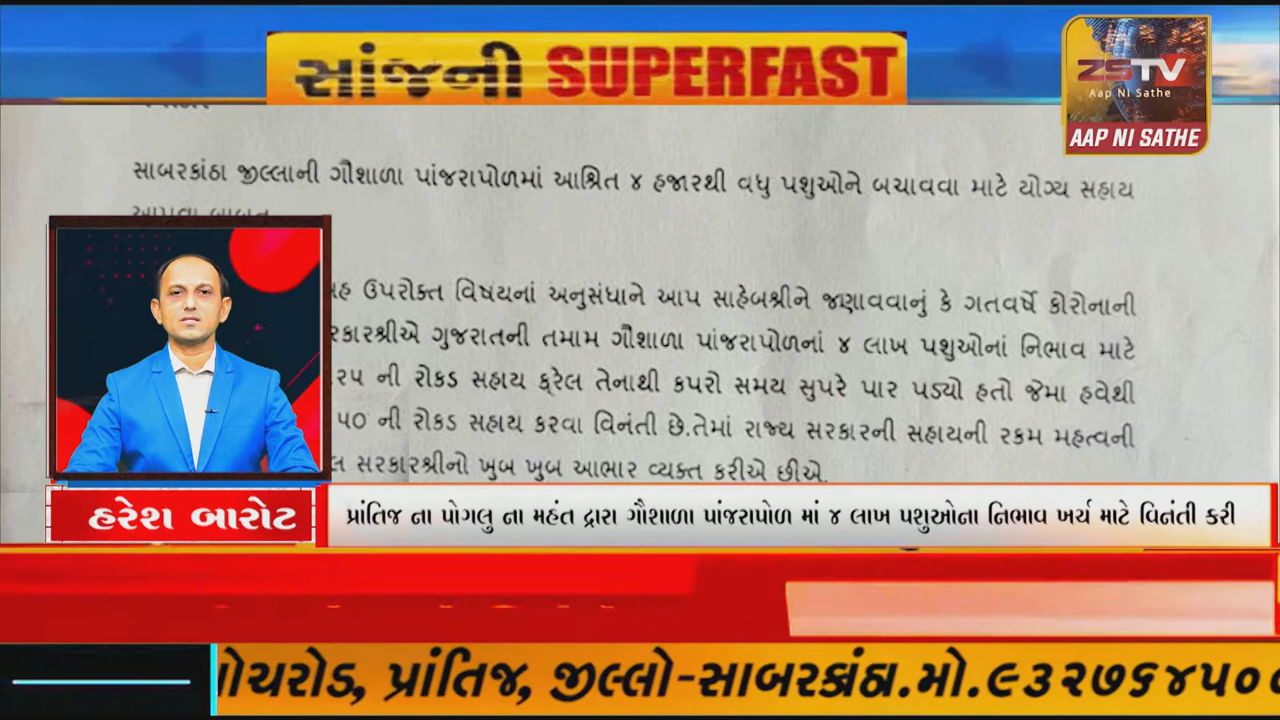 સાંજની SUPERFAST
ZSTV
Aap Ni Sathe
AAP NI SATHE
સાબરકાંઠા જીલ્લાની ગૌશાળા પાંજરાપોળમાં આશ્રિત ૪ હજારથી વધુ પશુઓને બચાવવા માટે યોગ્ય સહાય
ઉપરોક્ત વિષયનાં અનુસંધાને આપ સાહેબશ્રીને જણાવવાનું કે ગતવર્ષે કોરોનાની
ગુજરાતની તમામ ગૌશાળા પાંજરાપોળનાં ૪ લાખ પશુઓનાં નિભાવ માટે
૨૫ ની રોકડ સહાય ક્રેલ તેનાથી કપરો સમય સુપરે પાર પડ્યો હતો જેમા હવેથી
૫૦ ની રોકડ સહાય કરવા વિનંતી છે.તેમાં રાજ્ય સરકારની સહાયની રકમ મહત્વની
સરકારશ્રીનો ખુબ ખુબ આભાર વ્યક્ત કરીએ છીએ.
હરેશ બારોટ
પ્રાંતિજ ના પોગલુ ના મહંત દ્રારા ગૌશાળા પાંજરાપોળ માં ૪ લાખ પશુઓના નિભાવ ખર્ચ માટે વિનંતી કરી
ોચરોડ, પ્રાંતિજ, જીલ્લો-સાબરકાંઠા.મો.૯૩૨૭૬૪૫૦